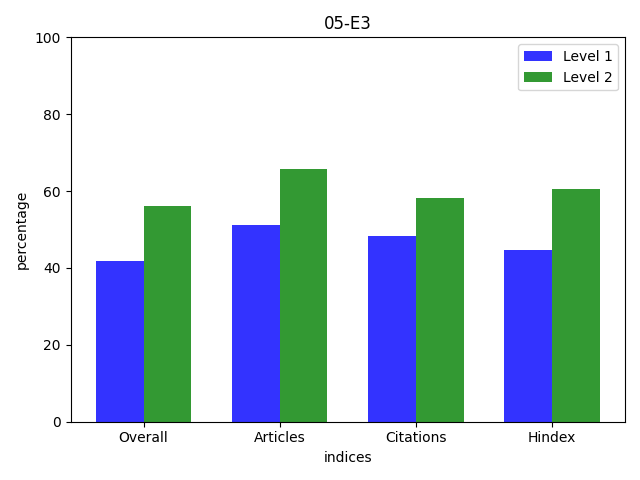 05-E3
100
80
60
40
20
0
percentage
Level 1
Level 2
Overall
Articles
Citations
Hindex
indices